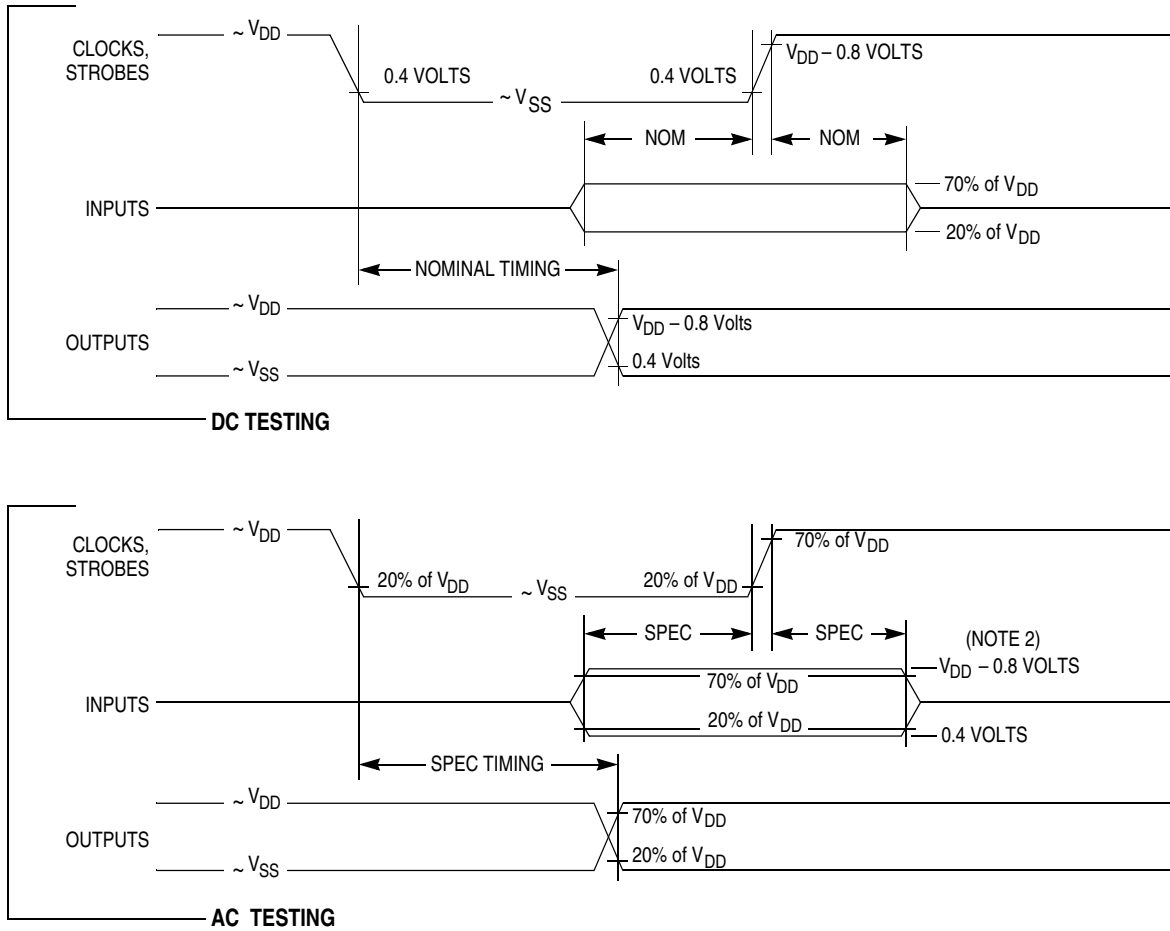 ~ VDD
CLOCKS,
STROBES
0.4 VOLTS
~ VSS
0.4 VOLTS
VDD – 0.8 VOLTS
NOM
NOM
INPUTS
70% of VDD
20% of VDD
NOMINAL TIMING
OUTPUTS
~ VDD
~ VSS
VDD – 0.8 Volts
0.4 Volts
DC TESTING
~ VDD
CLOCKS,
STROBES
20% of VDD
~ VSS
20% of VDD
70% of VDD
SPEC
SPEC
(NOTE 2)
VDD – 0.8 VOLTS
INPUTS
70% of VDD
20% of VDD
0.4 VOLTS
SPEC TIMING
OUTPUTS
~ VDD
~ VSS
70% of VDD
20% of VDD
AC TESTING